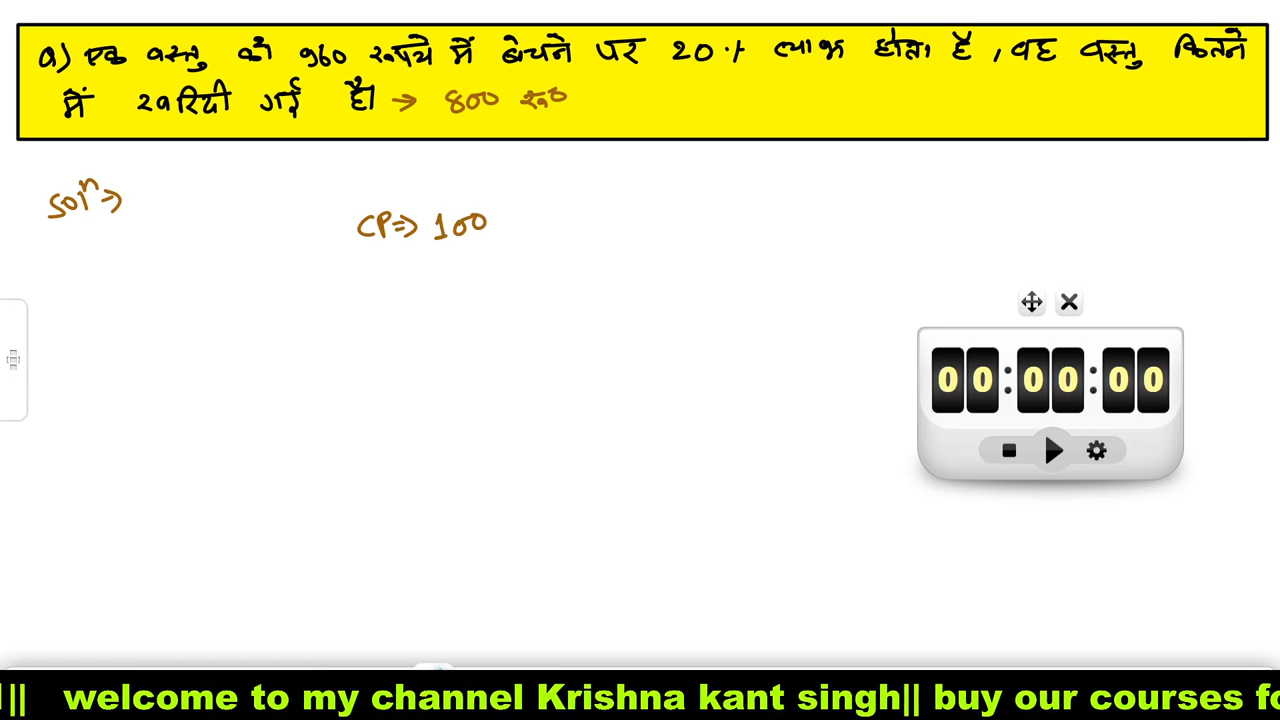 a) एक वस्तु को 960 रूपये में बेचने पर 20% लाभ होता है, वह वस्तु कितने
में खरिदी गई है। → 800 रू०
Solⁿ ⇒
CP ⇒ 100
00:00:00
|| welcome to my channel Krishna kant singh|| buy our courses fo